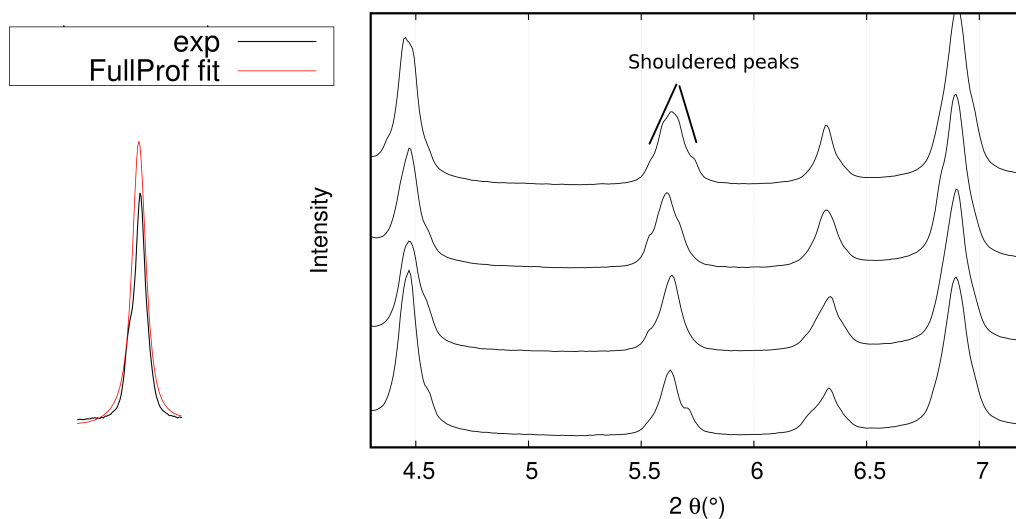 exp
FullProf fit
Shouldered peaks
Intensity
4.5 5 5.5 6 6.5 7
2 θ(°)